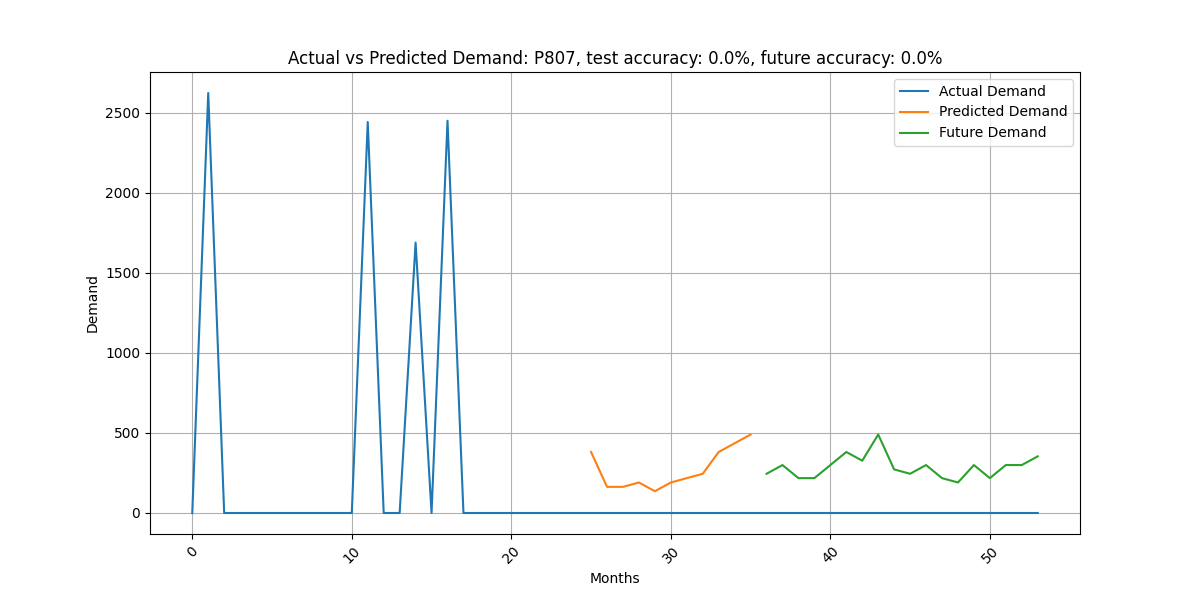 Actual vs Predicted Demand: P807, test accuracy: 0.0%, future accuracy: 0.0%
Actual Demand
Predicted Demand
Future Demand
2500
2000
1500
1000
500
0
Demand
0
10
20
30
40
50
Months